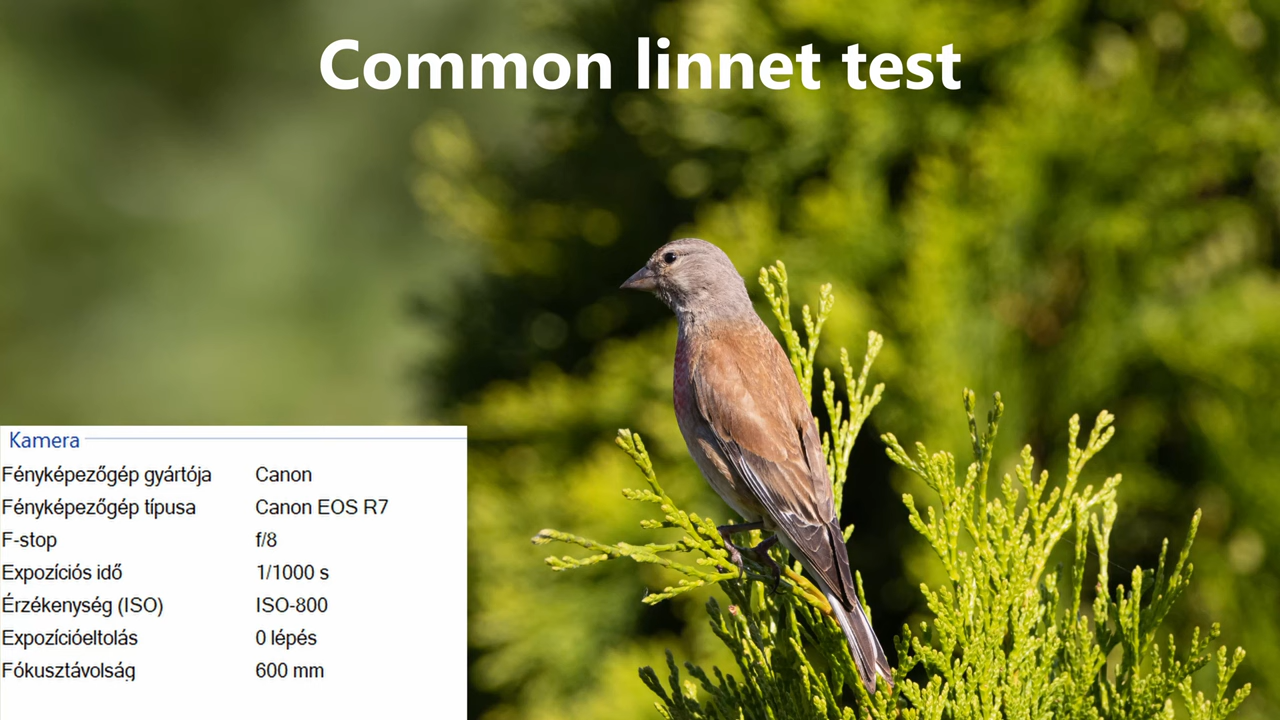 Common linnet test
Kamera
Fényképezőgép gyártója Canon
Fényképezőgép típusa Canon EOS R7
F-stop f/8
Expozíciós idő 1/1000 s
Érzékenység (ISO) ISO-800
Expozícióeltolás 0 lépés
Fókusztávolság 600 mm